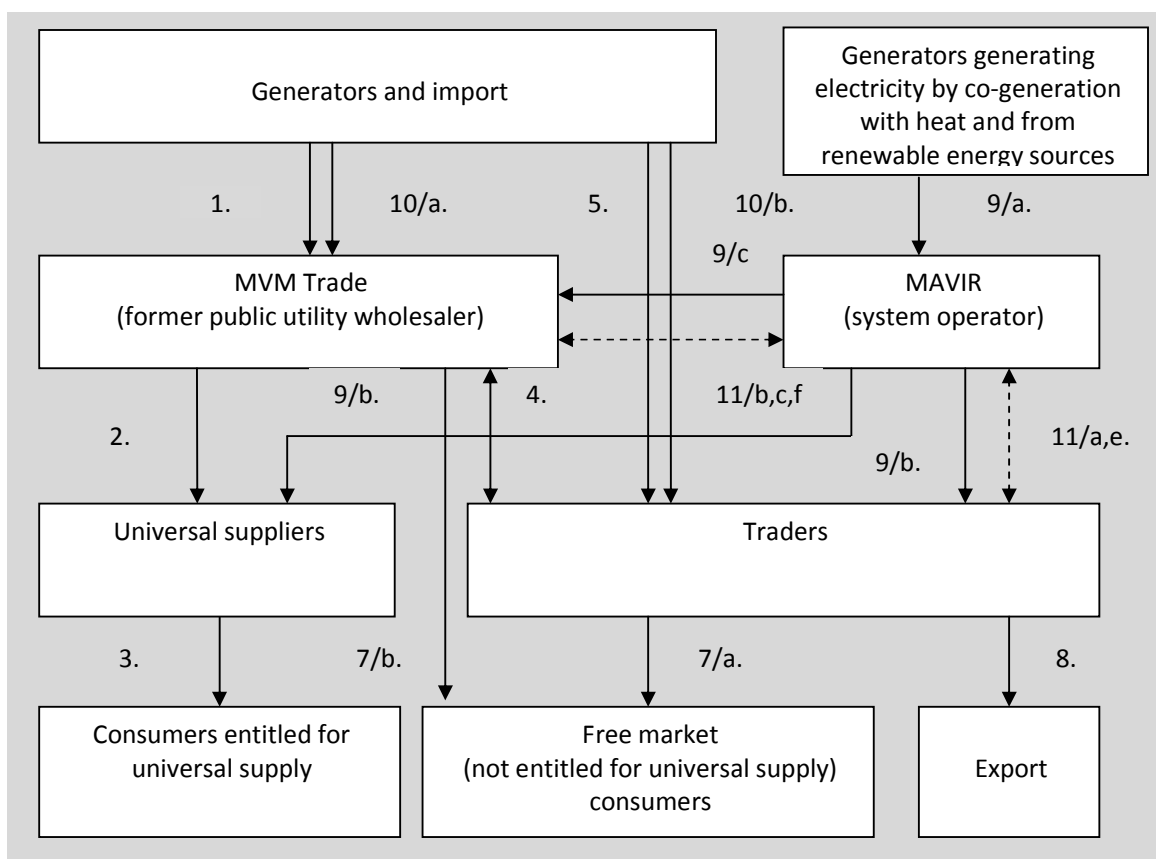 Generators and import
Generators generating
electricity by co-generation
with heat and from
renewable energy sources
1.
10/a.
5.
10/b.
9/a.
9/c
MVM Trade
(former public utility wholesaler)
MAVIR
(system operator)
9/b.
4.
11/b,c,f
2.
9/b.
11/a,e.
Universal suppliers
Traders
3.
7/b.
7/a.
8.
Consumers entitled for
universal supply
Free market
(not entitled for universal supply)
consumers
Export